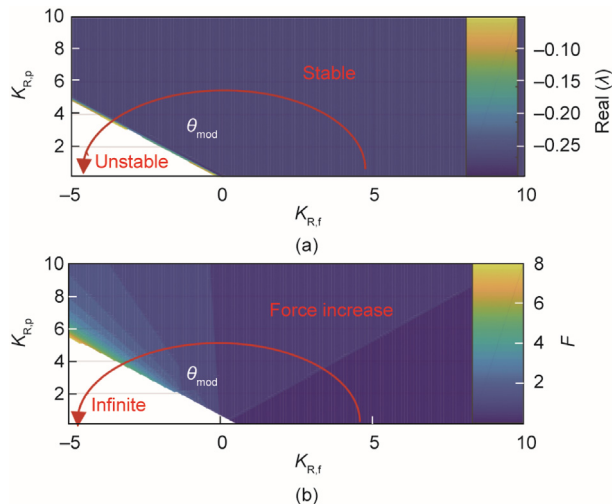 10
8
6
4
2
K_R,p
Stable
θ_mod
Unstable
−5
0
5
10
K_R,f
−0.10
−0.15
−0.20
−0.25
Real (λ)
(a)
10
8
6
4
2
K_R,p
Force increase
θ_mod
Infinite
−5
0
5
10
K_R,f
8
6
4
2
F
(b)